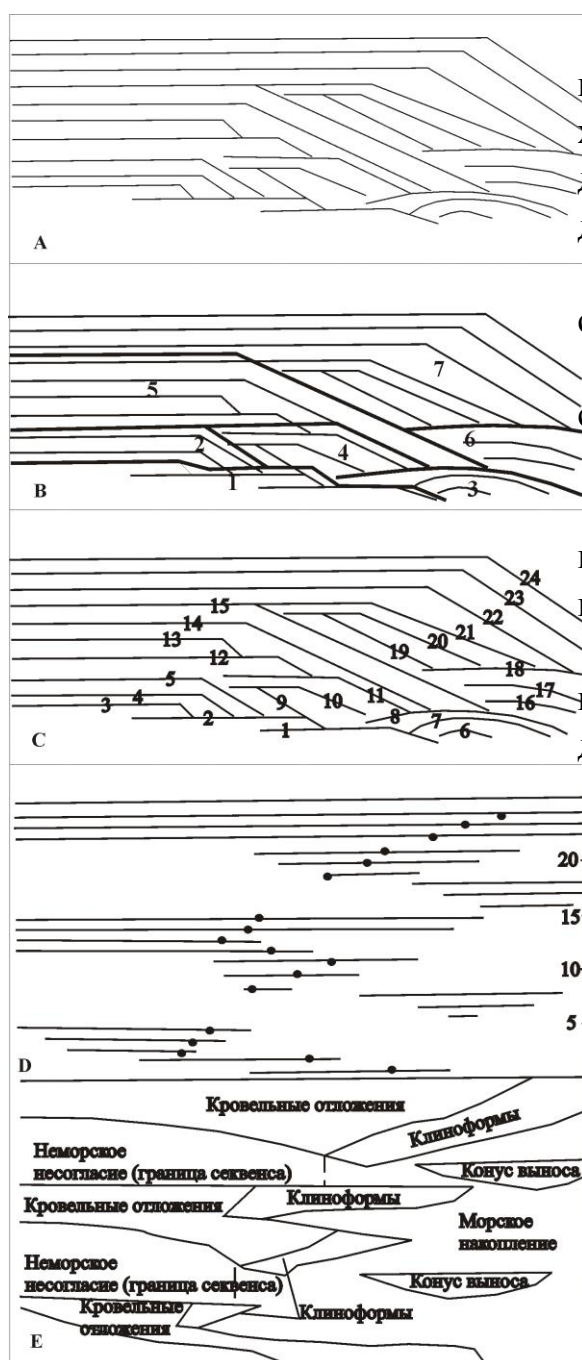 A
5
7
6
2
4
1
3
B
24
23
15
22
14
21
13
20
19
12
18
5
17
11
4
9
10
16
3
8
7
2
1
6
C
20
15
10
5
D
Кровельные отложения
Клиноформы
Неморское
несогласие (граница секвенса)
Конус выноса
Кровельные отложения
Клиноформы
Морское
накопление
Неморское
несогласие (граница секвенса)
Конус выноса
Кровельные
отложения
Клиноформы
E